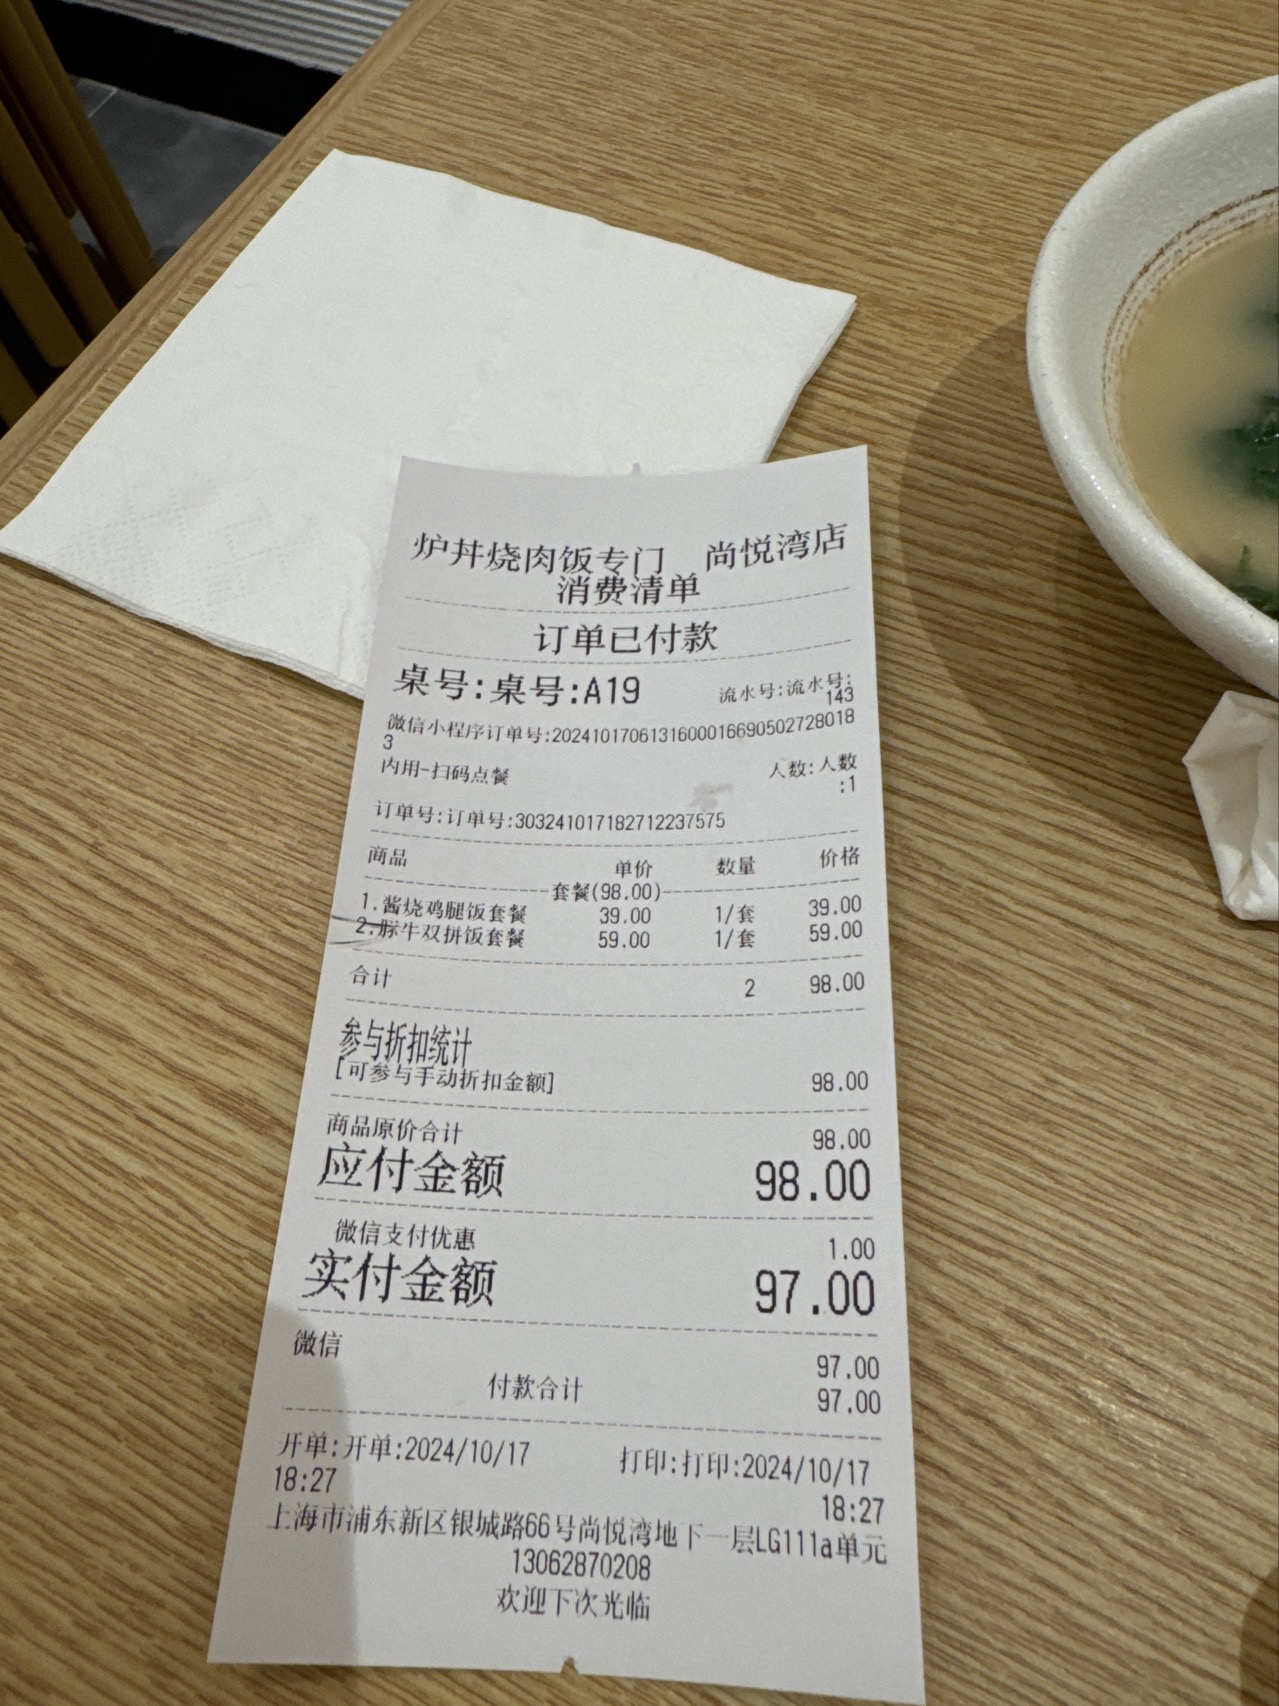 炉丼烧肉饭专门 尚悦湾店
消费清单
订单已付款
桌号:桌号:A19 流水号:流水号:
143
微信小程序订单号:2024101706131600016690502728018
3
内用-扫码点餐 人数:人数
:1
订单号:订单号:303241017182712237575
商品 单价 数量 价格
套餐(98.00)
1.酱烧鸡腿饭套餐 39.00 1/套 39.00
2.豚牛双拼饭套餐 59.00 1/套 59.00
合计 2 98.00
参与折扣统计
[可参与手动折扣金额] 98.00
商品原价合计 98.00
应付金额 98.00
微信支付优惠 1.00
实付金额 97.00
微信 97.00
付款合计 97.00
开单:开单:2024/10/17 打印:打印:2024/10/17
18:27 18:27
上海市浦东新区银城路66号尚悦湾地下一层LG111a单元
13062870208
欢迎下次光临